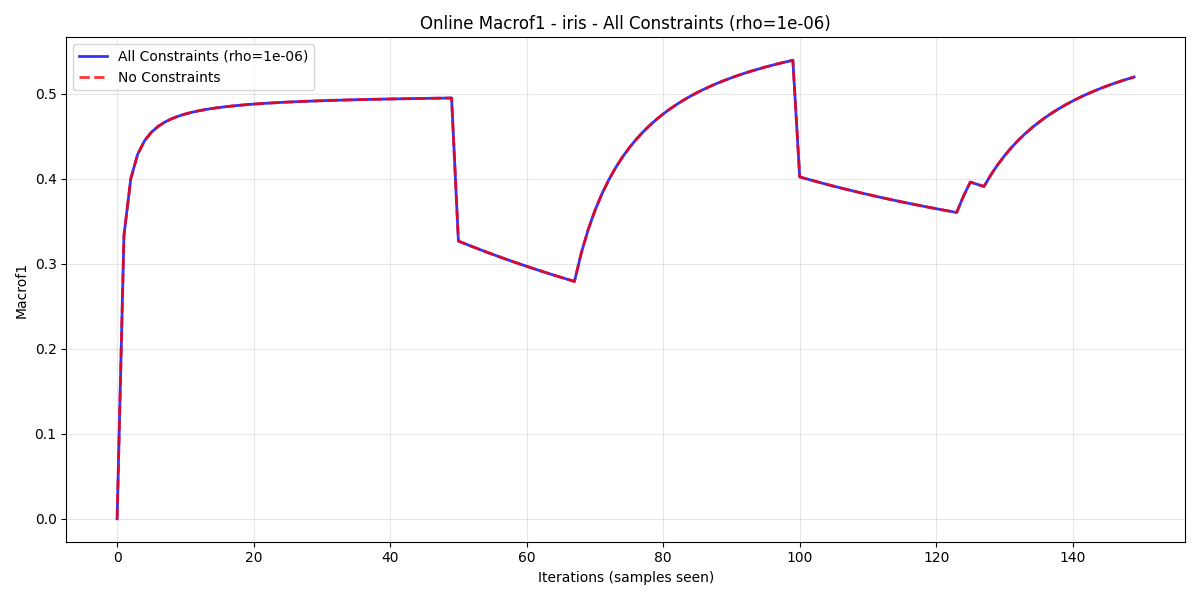 Online Macrof1 - iris - All Constraints (rho=1e-06)
All Constraints (rho=1e-06)
No Constraints
Macrof1
0.5
0.4
0.3
0.2
0.1
0.0
0 20 40 60 80 100 120 140
Iterations (samples seen)